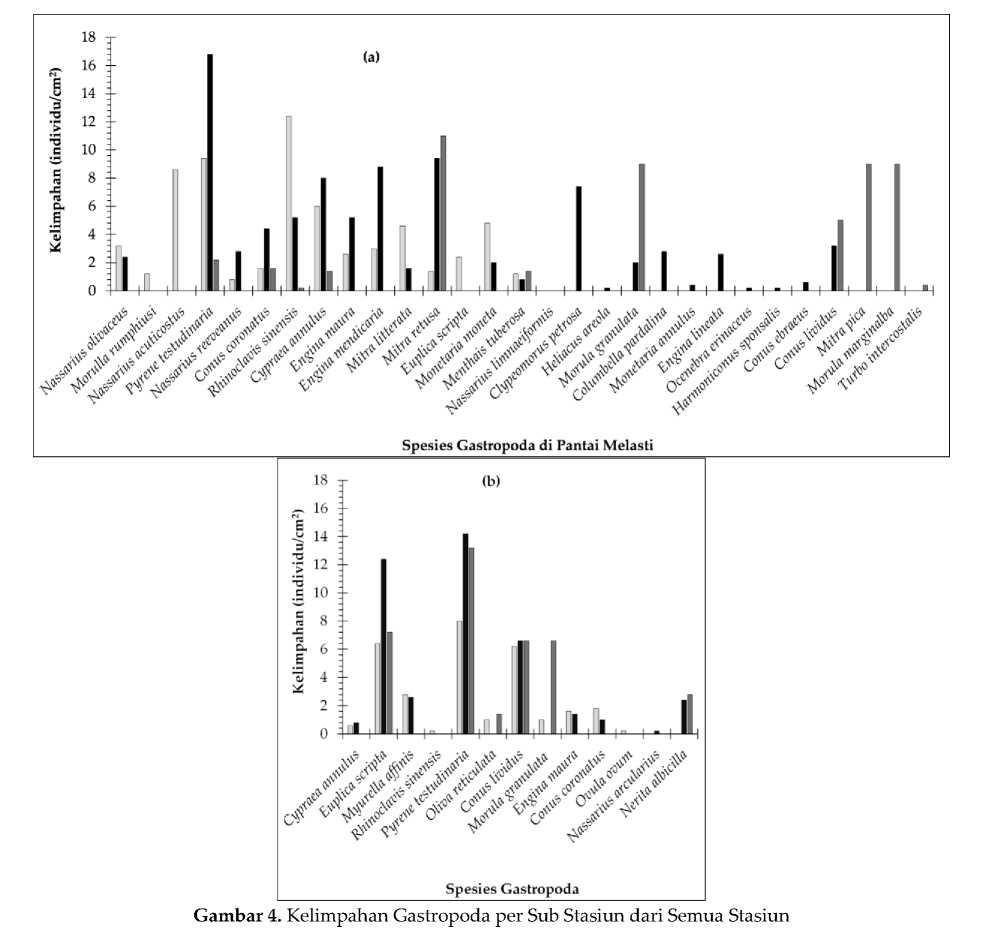 (a)
Kelimpahan (individu/cm²)
18
16
14
12
10
8
6
4
2
0
Nassarius olivaceus
Morulla rumphiusi
Nassarius acuticostus
Pyrene testudinaria
Nassarius reeveanus
Conus coronatus
Rhinoclavis sinensis
Cypraea annulus
Engina maura
Engina mendicaria
Mitra litterata
Mitra retusa
Euplica scripta
Monetaria moneta
Menthais tuberosa
Nassarius limnaeiformis
Clypeomorus petrosa
Heliacus areola
Morula granulata
Columbella pardalina
Monetaria annulus
Engina lineata
Ocenebra erinaceus
Harmoniconus sponsalis
Conus ebraeus
Conus lividus
Mitra pica
Morula marginalba
Turbo intercostalis
Spesies Gastropoda di Pantai Melasti
(b)
Kelimpahan (individu/cm²)
18
16
14
12
10
8
6
4
2
0
Cypraea annulus
Euplica scripta
Myurella affinis
Rhinoclavis sinensis
Pyrene testudinaria
Oliva reticulata
Conus lividus
Morula granulata
Engina maura
Conus coronatus
Ovula ovum
Nassarius arcularius
Nerita albicilla
Spesies Gastropoda
Gambar 4. Kelimpahan Gastropoda per Sub Stasiun dari Semua Stasiun